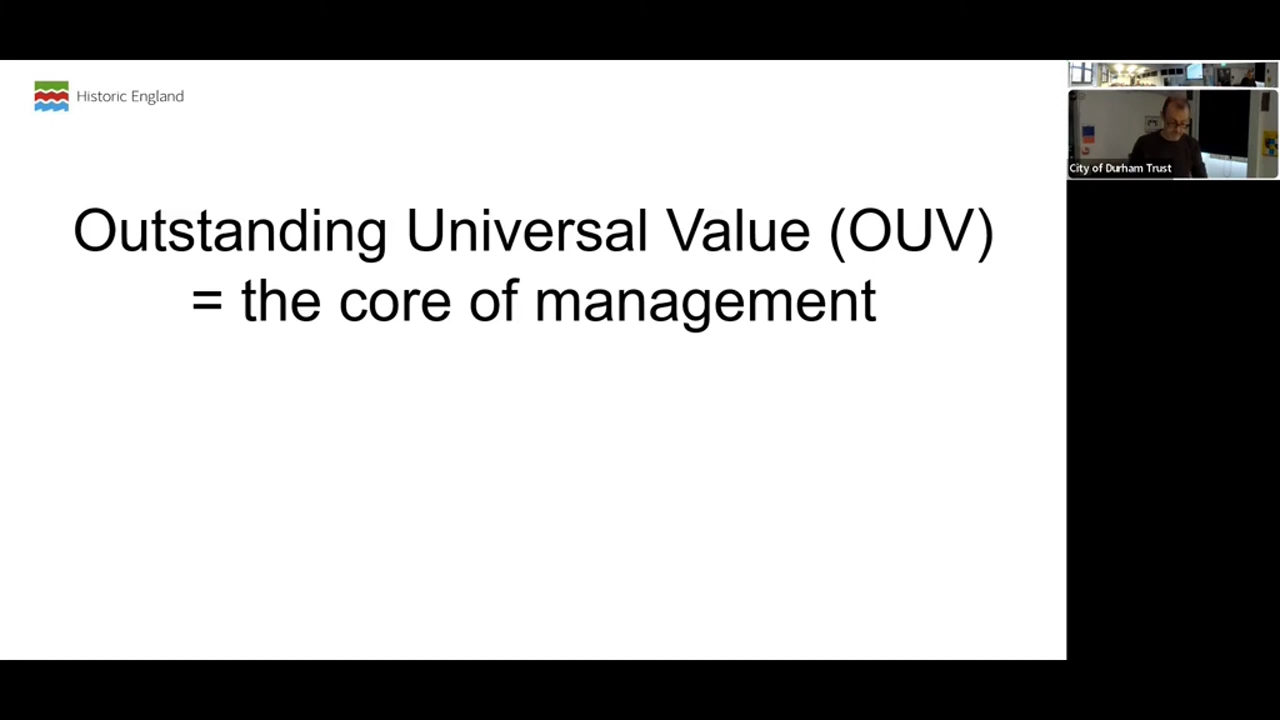 Historic England
Outstanding Universal Value (OUV)
= the core of management
City of Durham Trust